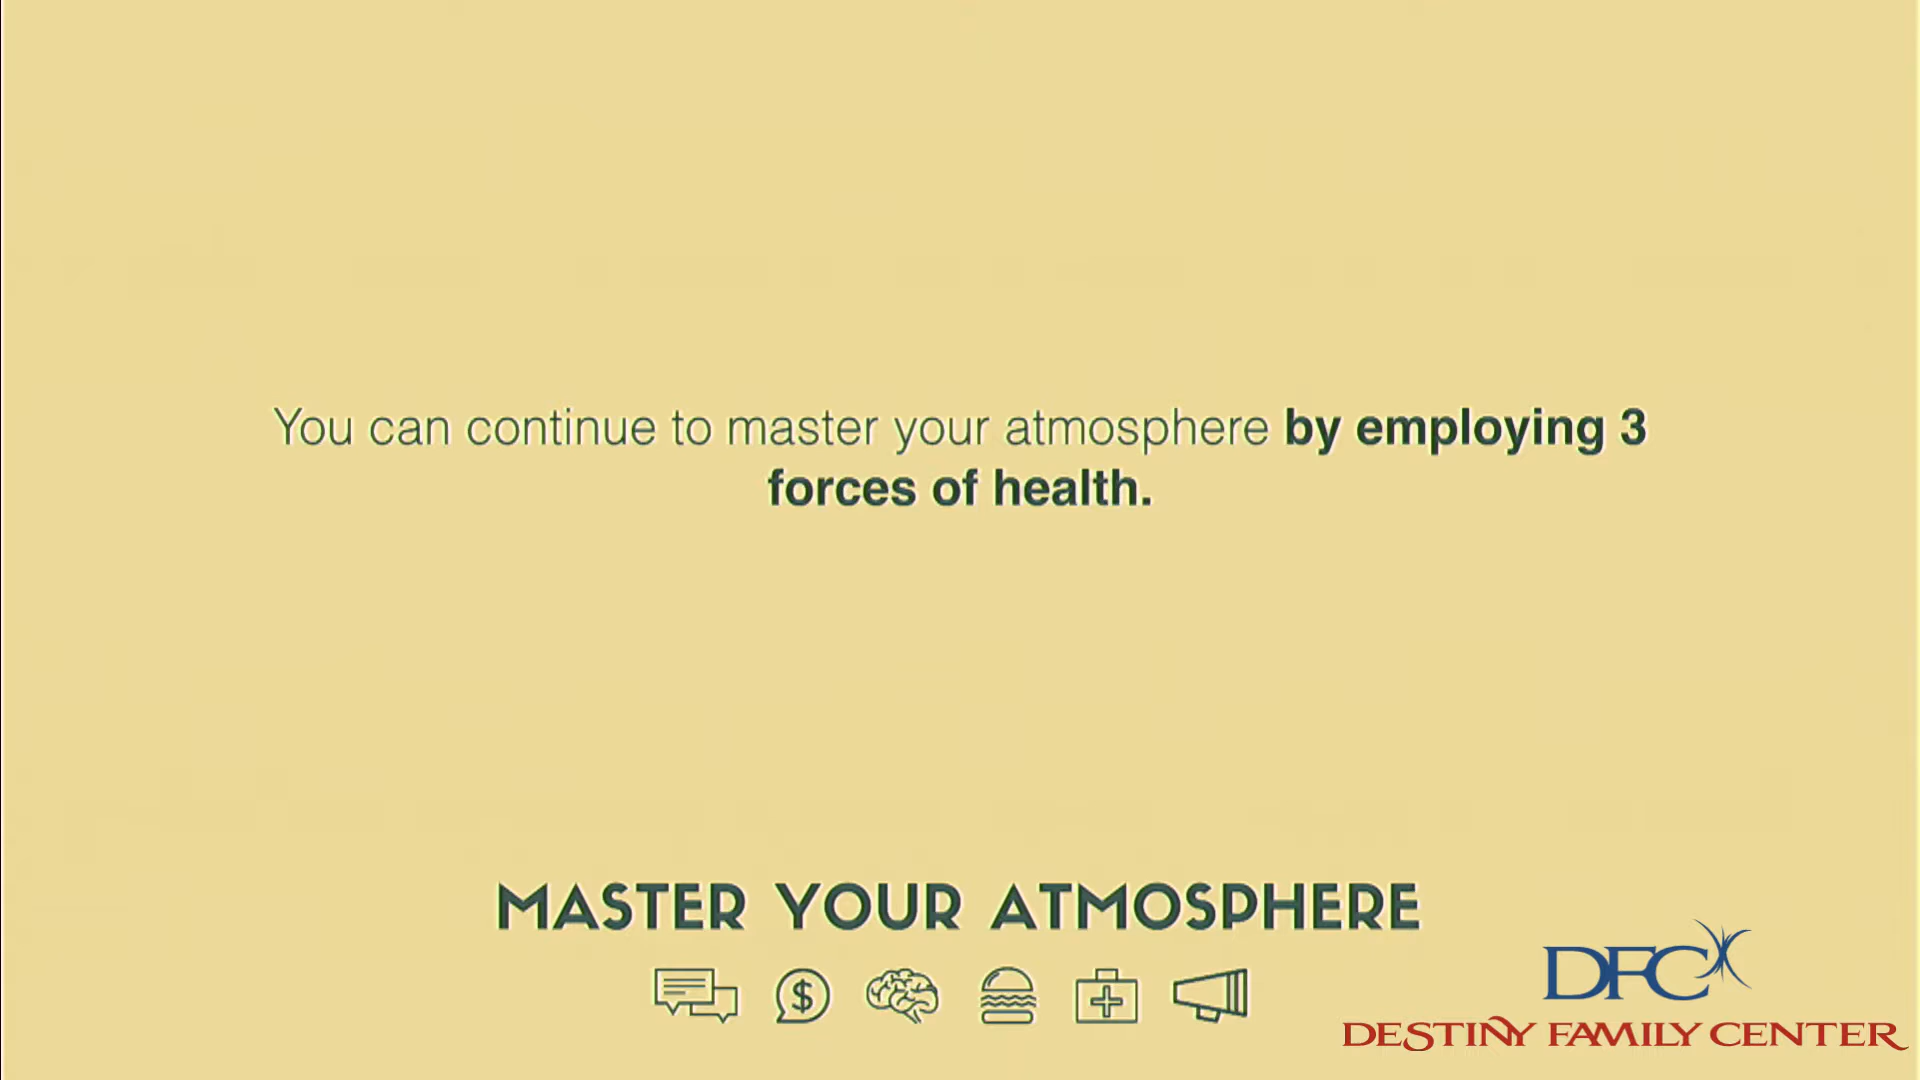 You can continue to master your atmosphere by employing 3
forces of health.
MASTER YOUR ATMOSPHERE
$
DFC
DESTINY FAMILY CENTER